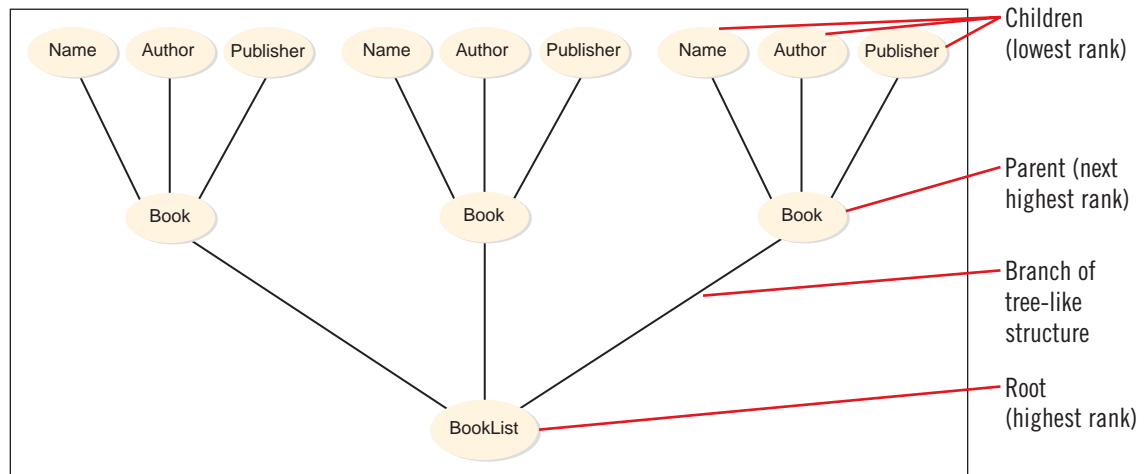 Name Author Publisher Name Author Publisher Name Author Publisher
Children
(lowest rank)
Book Book Book
Parent (next
highest rank)
Branch of
tree-like
structure
BookList
Root
(highest rank)